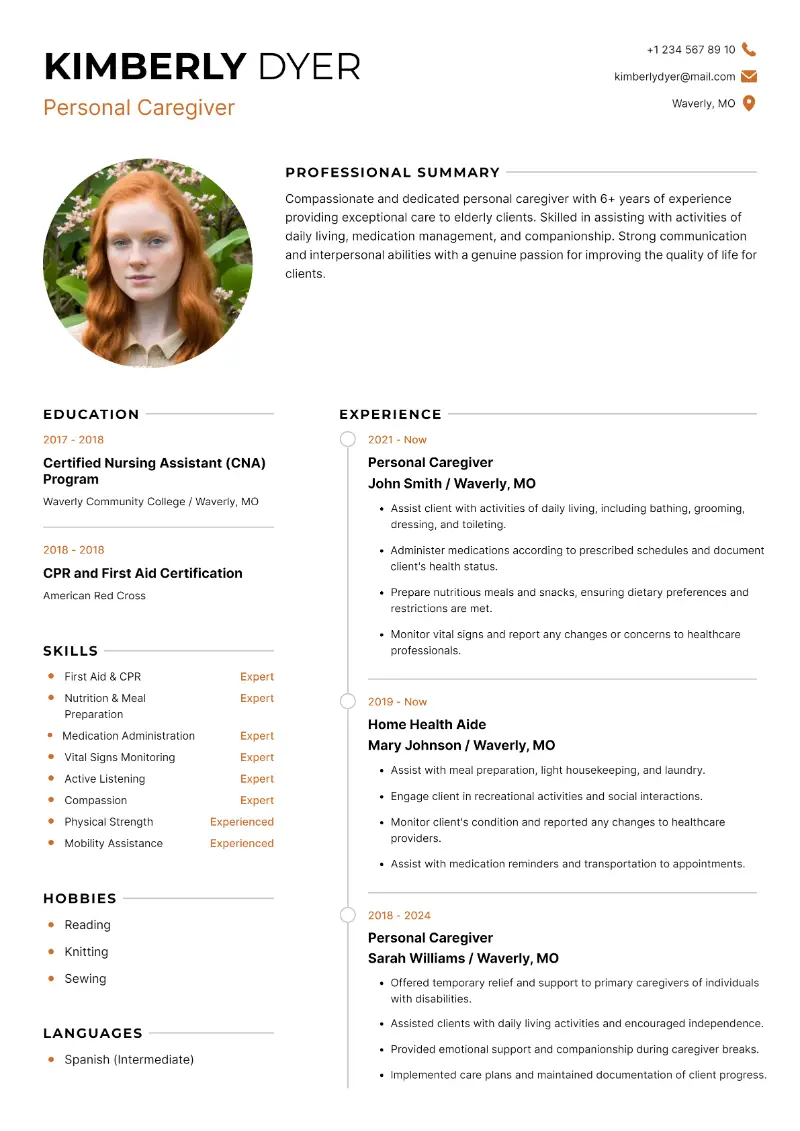 KIMBERLY DYER
Personal Caregiver
+1 234 567 89 10
kimberlydyer@mail.com
Waverly, MO
PROFESSIONAL SUMMARY
Compassionate and dedicated personal caregiver with 6+ years of experience
providing exceptional care to elderly clients. Skilled in assisting with activities of
daily living, medication management, and companionship. Strong communication
and interpersonal abilities with a genuine passion for improving the quality of life for
clients.
EDUCATION
2017 - 2018
Certified Nursing Assistant (CNA)
Program
Waverly Community College / Waverly, MO
2018 - 2018
CPR and First Aid Certification
American Red Cross
SKILLS
First Aid & CPR Expert
Nutrition & Meal Expert
Preparation
Medication Administration Expert
Vital Signs Monitoring Expert
Active Listening Expert
Compassion Expert
Physical Strength Experienced
Mobility Assistance Experienced
HOBBIES
Reading
Knitting
Sewing
LANGUAGES
Spanish (Intermediate)
EXPERIENCE
2021 - Now
Personal Caregiver
John Smith / Waverly, MO
• Assist client with activities of daily living, including bathing, grooming,
dressing, and toileting.
• Administer medications according to prescribed schedules and document
client's health status.
• Prepare nutritious meals and snacks, ensuring dietary preferences and
restrictions are met.
• Monitor vital signs and report any changes or concerns to healthcare
professionals.
2019 - Now
Home Health Aide
Mary Johnson / Waverly, MO
• Assist with meal preparation, light housekeeping, and laundry.
• Engage client in recreational activities and social interactions.
• Monitor client's condition and reported any changes to healthcare
providers.
• Assist with medication reminders and transportation to appointments.
2018 - 2024
Personal Caregiver
Sarah Williams / Waverly, MO
• Offered temporary relief and support to primary caregivers of individuals
with disabilities.
• Assisted clients with daily living activities and encouraged independence.
• Provided emotional support and companionship during caregiver breaks.
• Implemented care plans and maintained documentation of client progress.